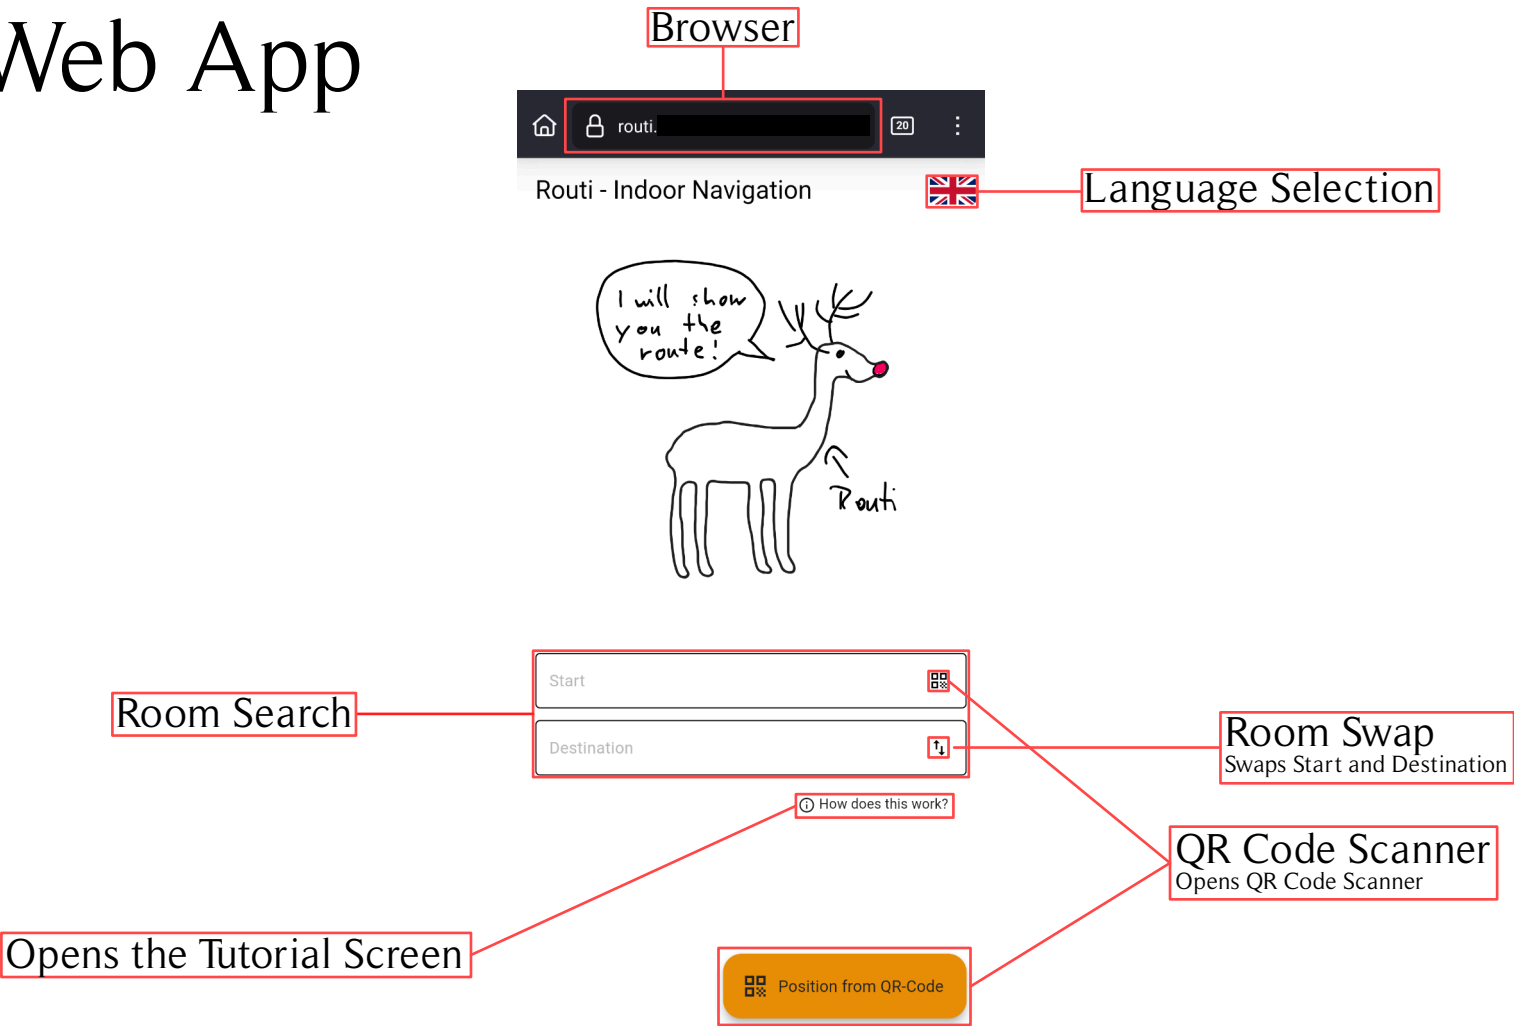 Web App
Browser
routi.
20
Routi - Indoor Navigation
Language Selection
I will show
you the
route!
Routi
Start
Room Search
Destination
Room Swap
Swaps Start and Destination
How does this work?
QR Code Scanner
Opens QR Code Scanner
Opens the Tutorial Screen
Position from QR-Code